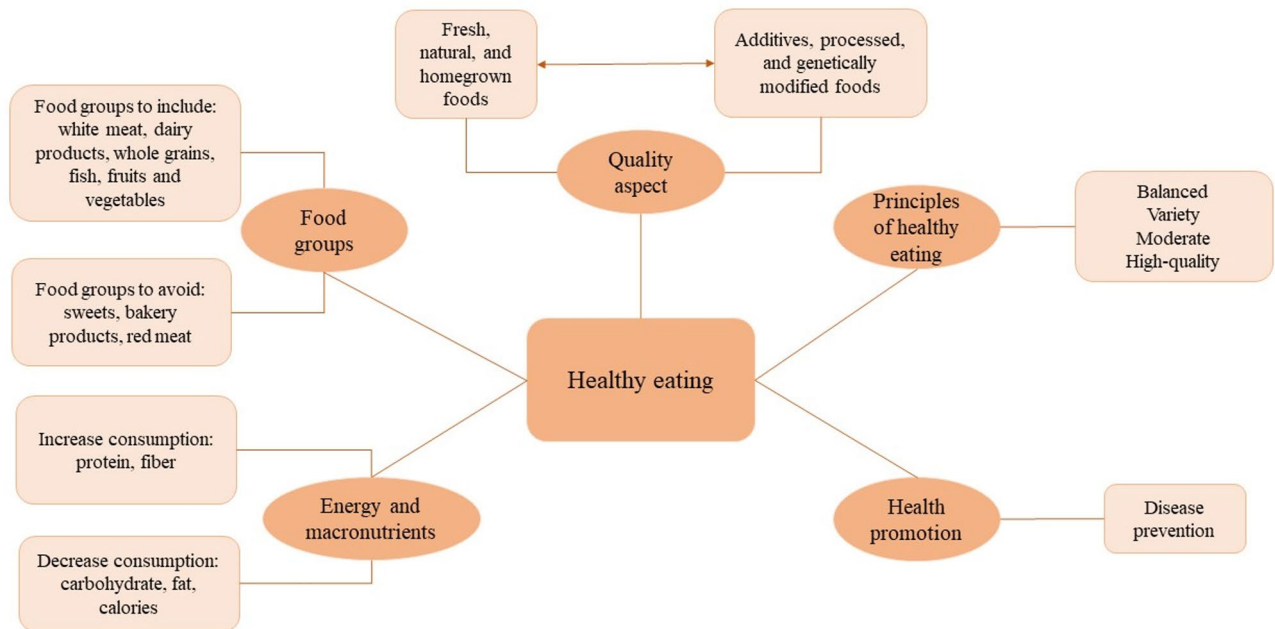 Fresh,
natural, and
homegrown
foods
Additives, processed,
and genetically
modified foods
Quality
aspect
Food groups to include:
white meat, dairy
products, whole grains,
fish, fruits and
vegetables
Food
groups
Food groups to avoid:
sweets, bakery
products, red meat
Principles
of healthy
eating
Balanced
Variety
Moderate
High-quality
Healthy eating
Increase consumption:
protein, fiber
Energy and
macronutrients
Decrease consumption:
carbohydrate, fat,
calories
Health
promotion
Disease
prevention